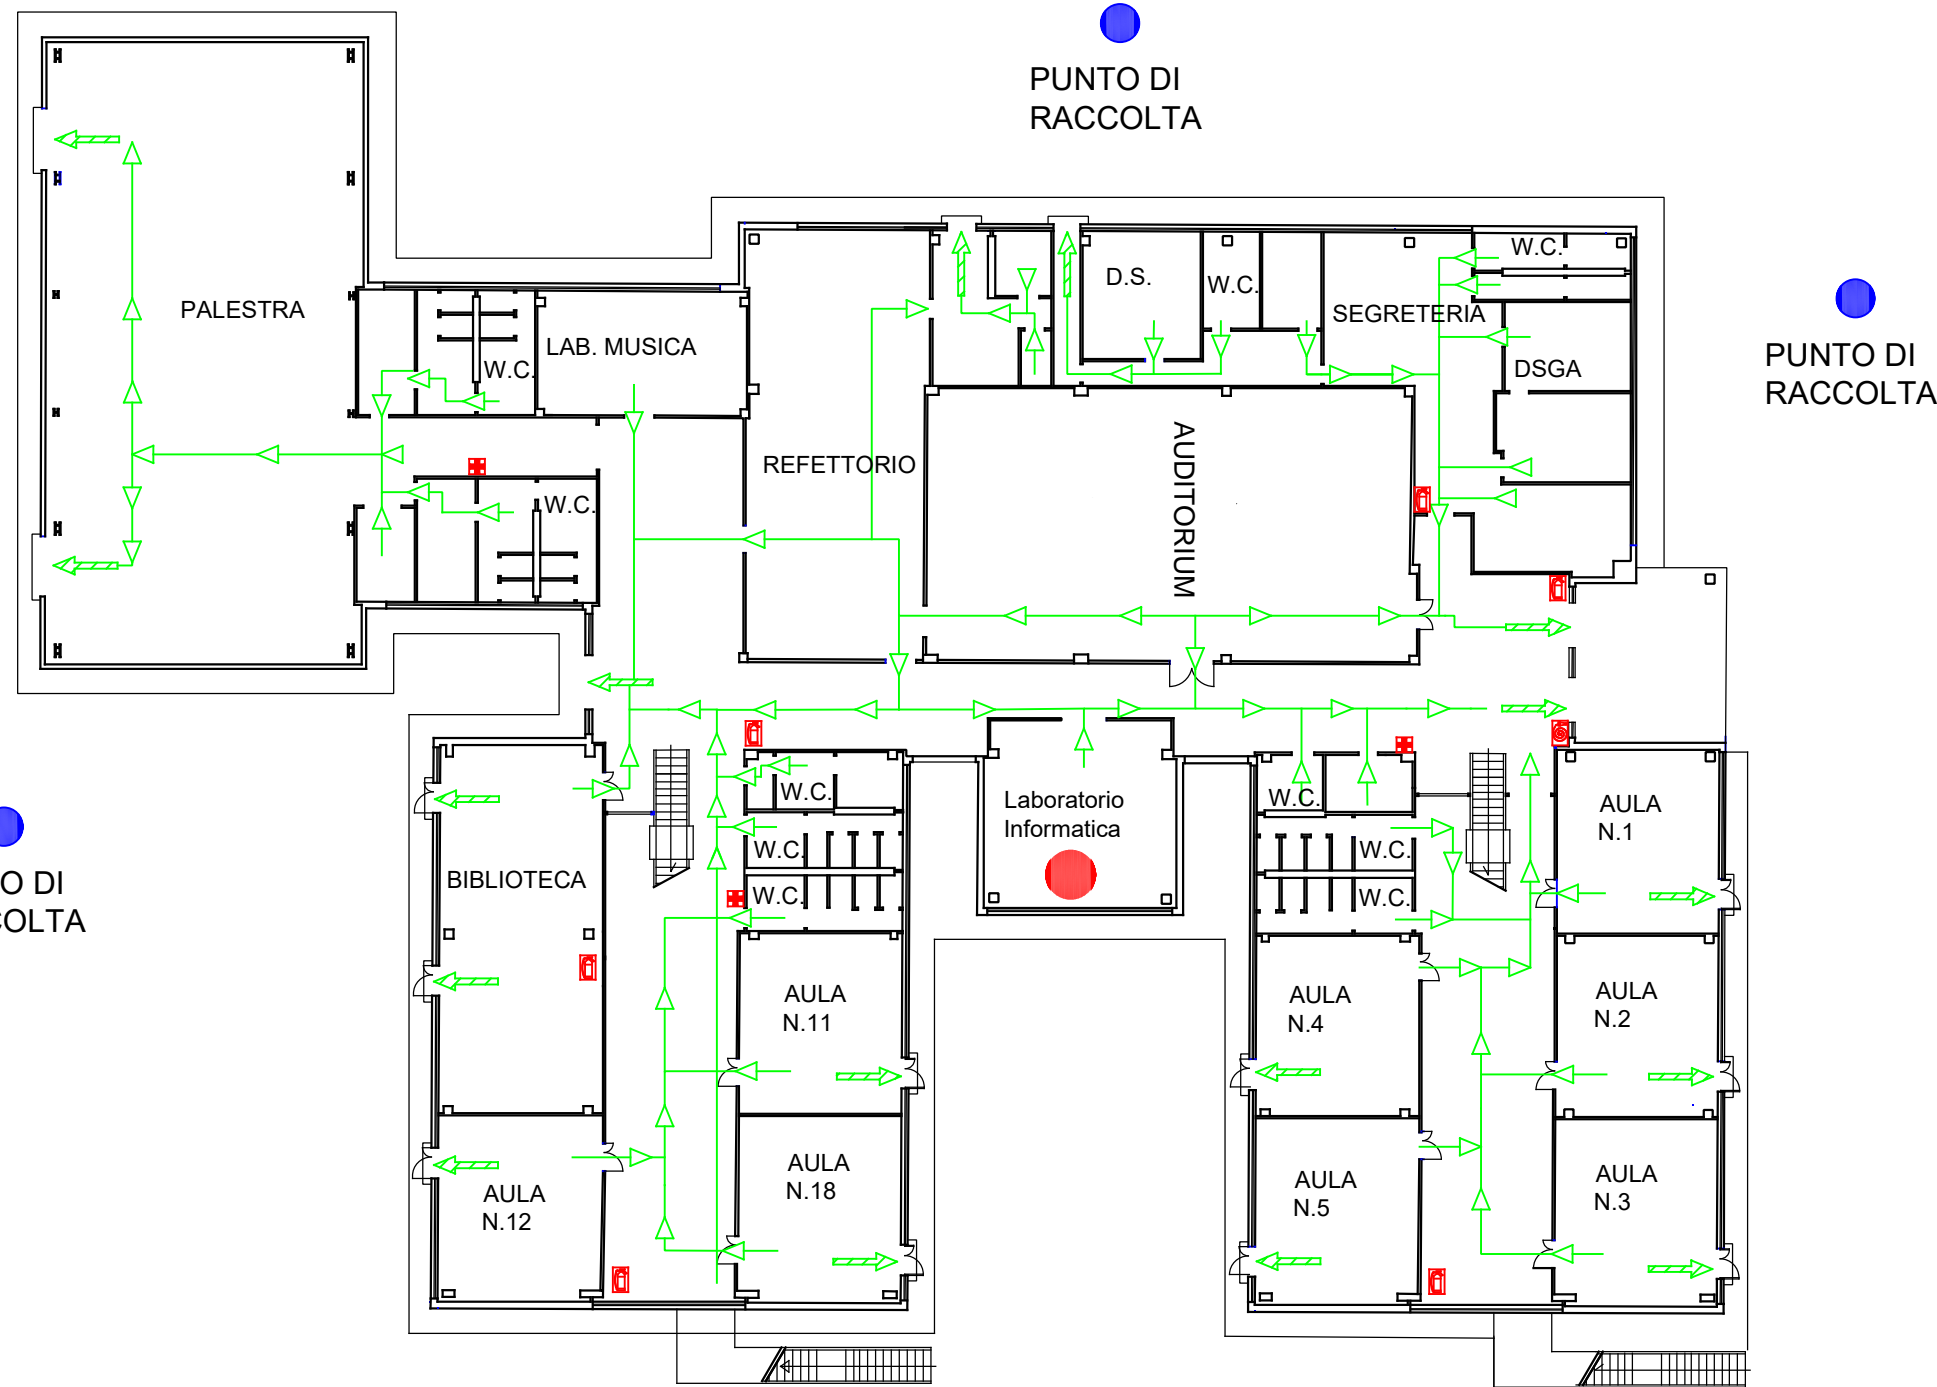 PUNTO DI
RACCOLTA
W.C.
D.S.
W.C.
PALESTRA
SEGRETERIA
LAB. MUSICA
W.C.
DSGA
PUNTO DI
RACCOLTA
AUDITORIUM
REFETTORIO
W.C.
Laboratorio
Informatica
W.C.
W.C.
AULA
N.1
W.C.
W.C.
O DI
COLTA
BIBLIOTECA
W.C.
W.C.
AULA
N.11
AULA
N.4
AULA
N.2
AULA
N.12
AULA
N.18
AULA
N.5
AULA
N.3